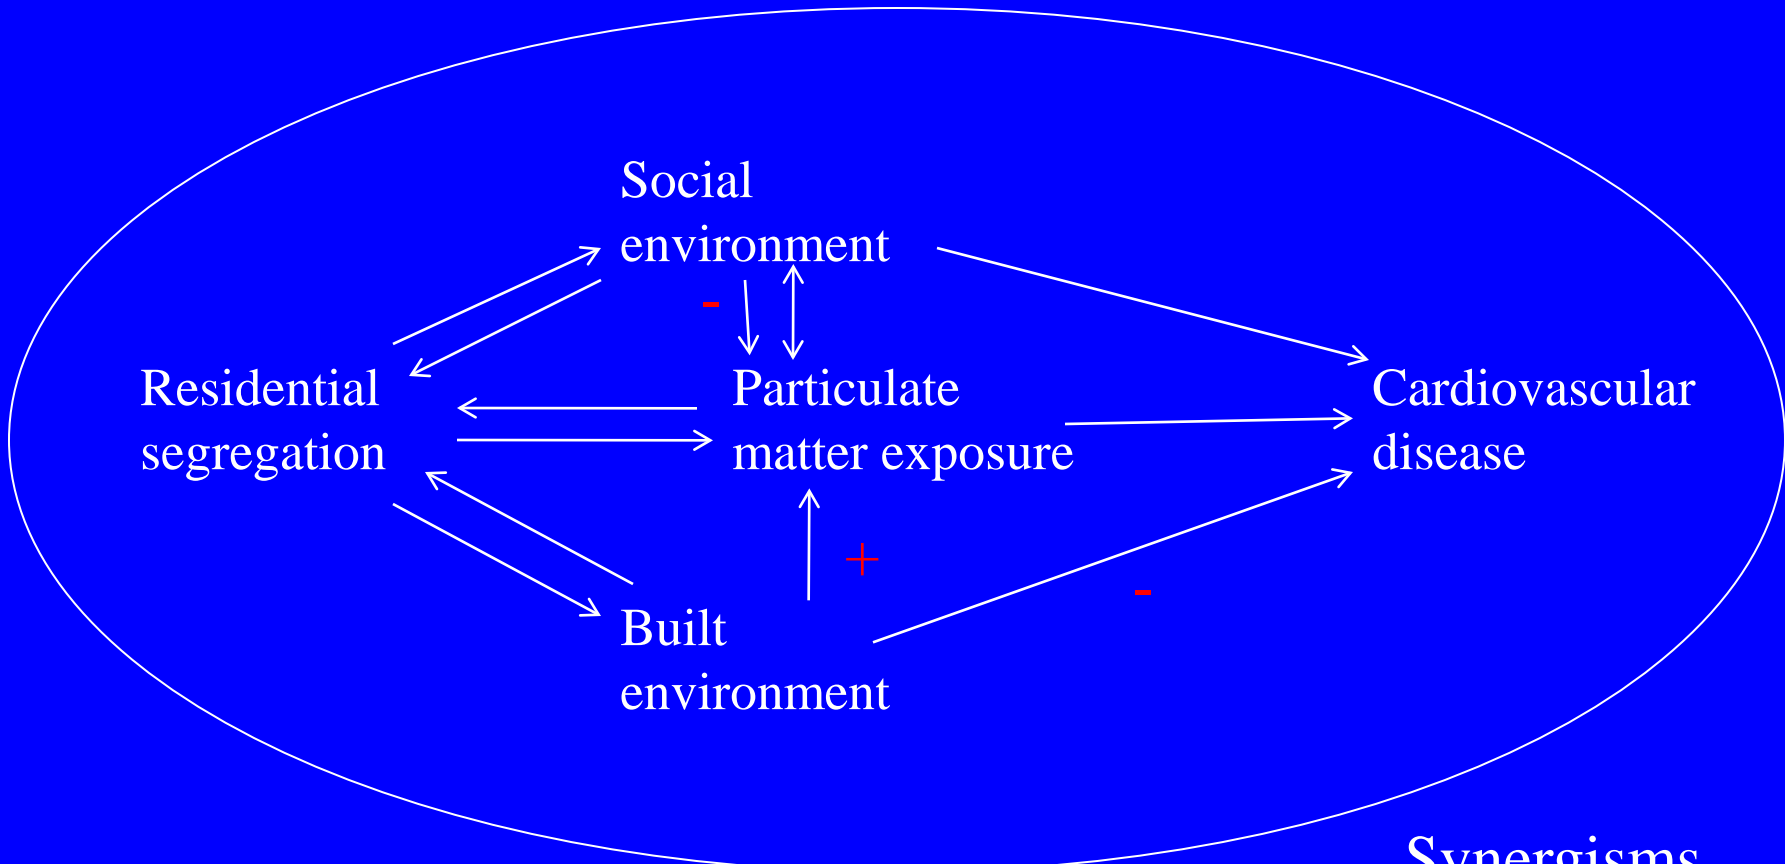 Social
environment
-
Residential
segregation
Particulate
matter exposure
Cardiovascular
disease
+
-
Built
environment
Synergisms